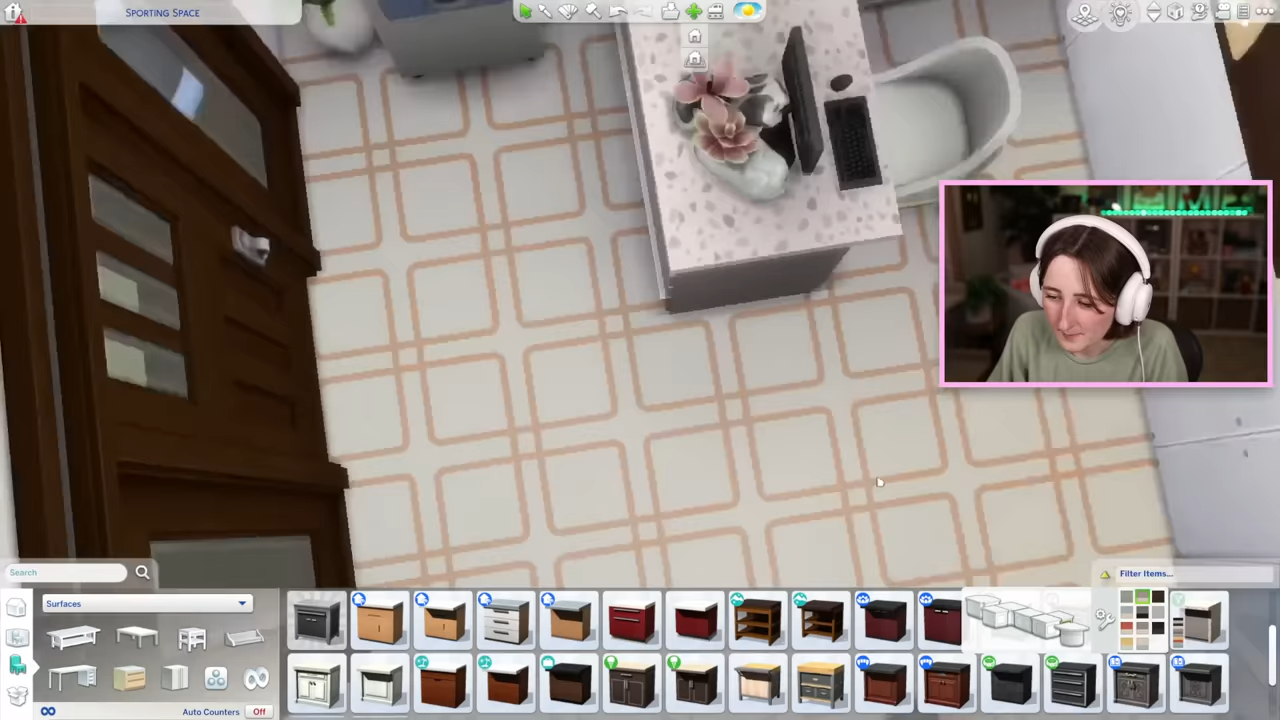 SPORTING SPACE
Search
Filter Items...
Surfaces
Auto Counters Off